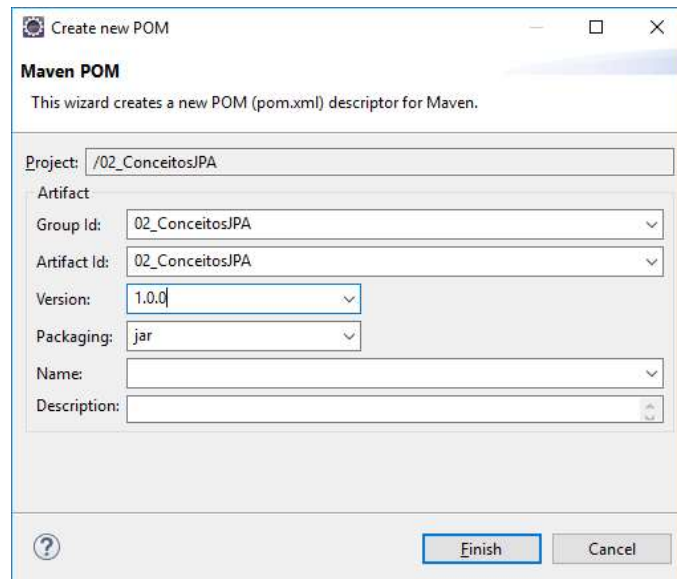 Create new POM
Maven POM
This wizard creates a new POM (pom.xml) descriptor for Maven.
Project: /02_ConceitosJPA
Artifact
Group Id: 02_ConceitosJPA
Artifact Id: 02_ConceitosJPA
Version: 1.0.0
Packaging: jar
Name:
Description:
? Finish Cancel